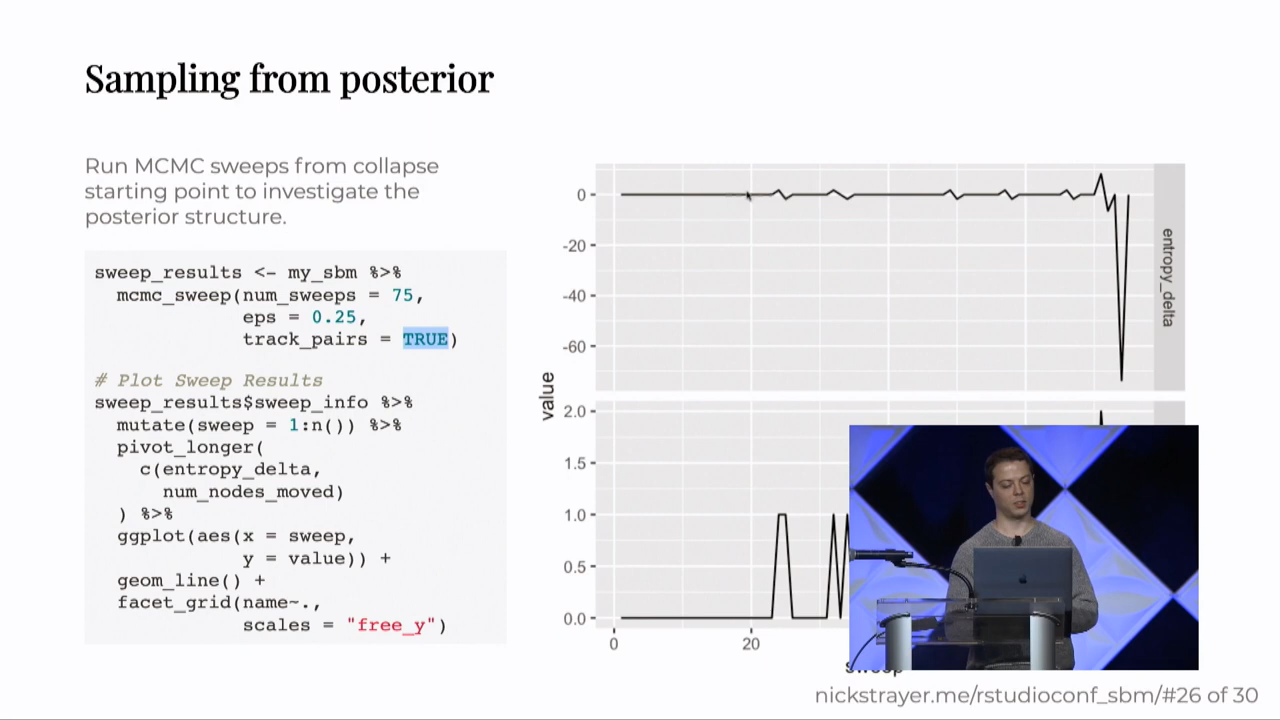 Sampling from posterior
Run MCMC sweeps from collapse
starting point to investigate the
posterior structure.
sweep_results <- my_sbm %>%
mcmc_sweep(num_sweeps = 75,
eps = 0.25,
track_pairs = TRUE)
# Plot Sweep Results
sweep_results$sweep_info %>%
mutate(sweep = 1:n()) %>%
pivot_longer(
c(entropy_delta,
num_nodes_moved)
) %>%
ggplot(aes(x = sweep,
y = value)) +
geom_line() +
facet_grid(name~.,
scales = "free_y")
value
0
-20
-40
-60
entropy_delta
2.0
1.5
1.0
0.5
0.0
0
20
sweep
nickstrayer.me/rstudioconf_sbm/#26 of 30